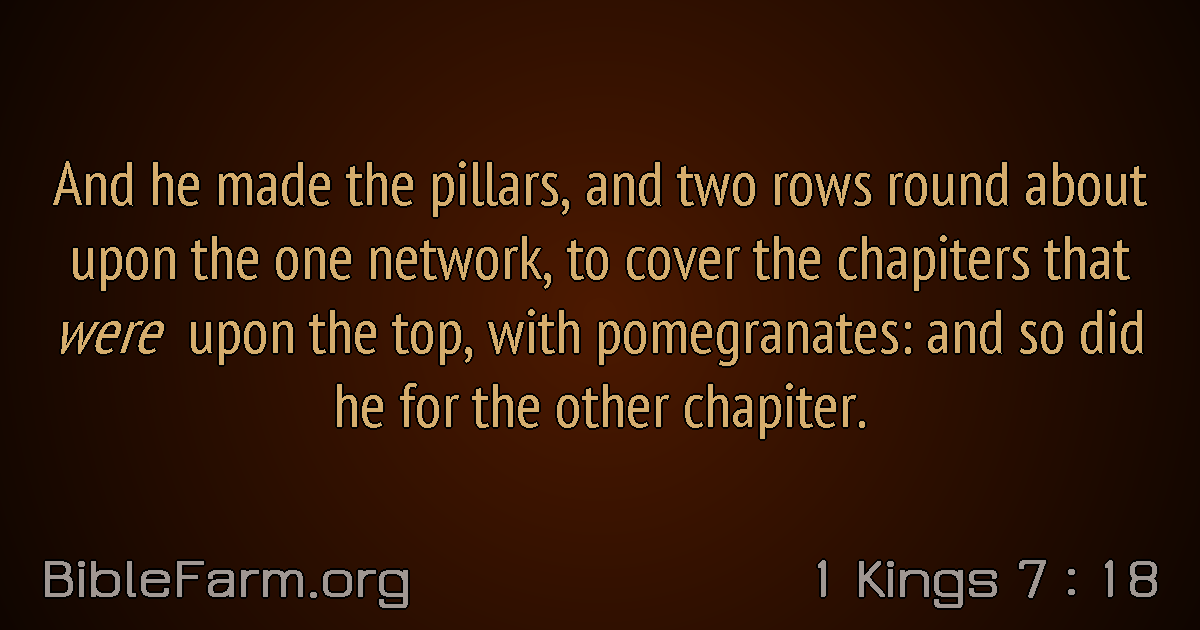 And he made the pillars, and two rows round about
upon the one network, to cover the chapiters that
were upon the top, with pomegranates: and so did
he for the other chapiter.
BibleFarm.org
1 Kings 7 : 18